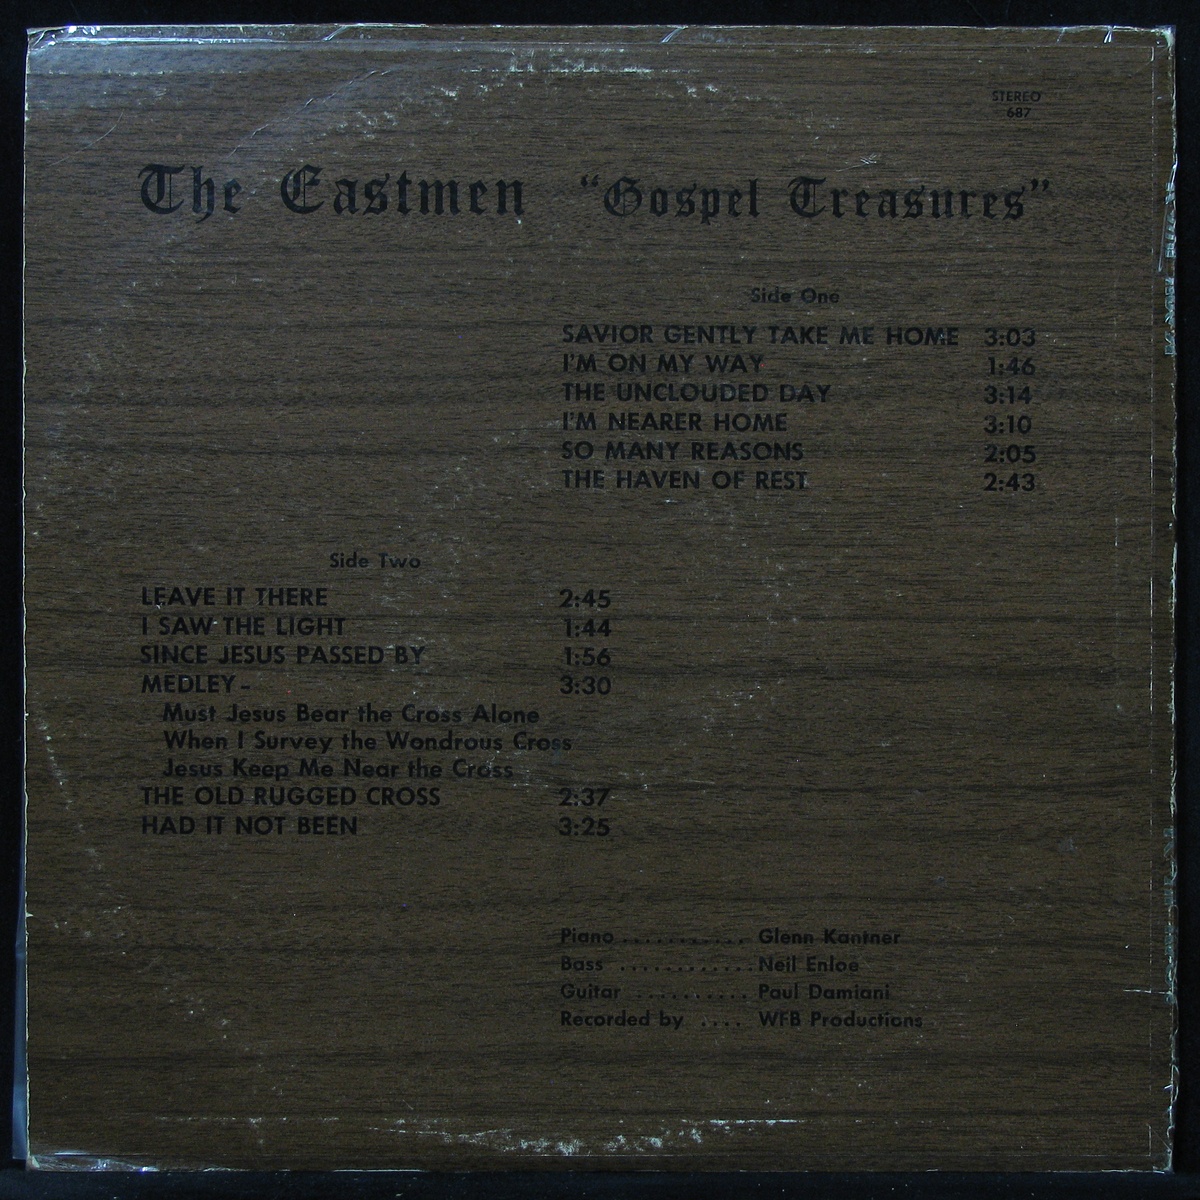 STEREO
687
The Eastmen "Gospel Treasures"
Side One
SAVIOR GENTLY TAKE ME HOME 3:03
I'M ON MY WAY 1:46
THE UNCLOUDED DAY 3:14
I'M NEARER HOME 3:10
SO MANY REASONS 2:05
THE HAVEN OF REST 2:43
Side Two
LEAVE IT THERE 2:45
I SAW THE LIGHT 1:44
SINCE JESUS PASSED BY 1:56
MEDLEY - 3:30
Must Jesus Bear the Cross Alone
When I Survey the Wondrous Cross
Jesus Keep Me Near the Cross
THE OLD RUGGED CROSS 2:37
HAD IT NOT BEEN 3:25
Piano ........... Glenn Kantner
Bass ............ Neil Enloe
Guitar .......... Paul Damiani
Recorded by .... WFB Productions